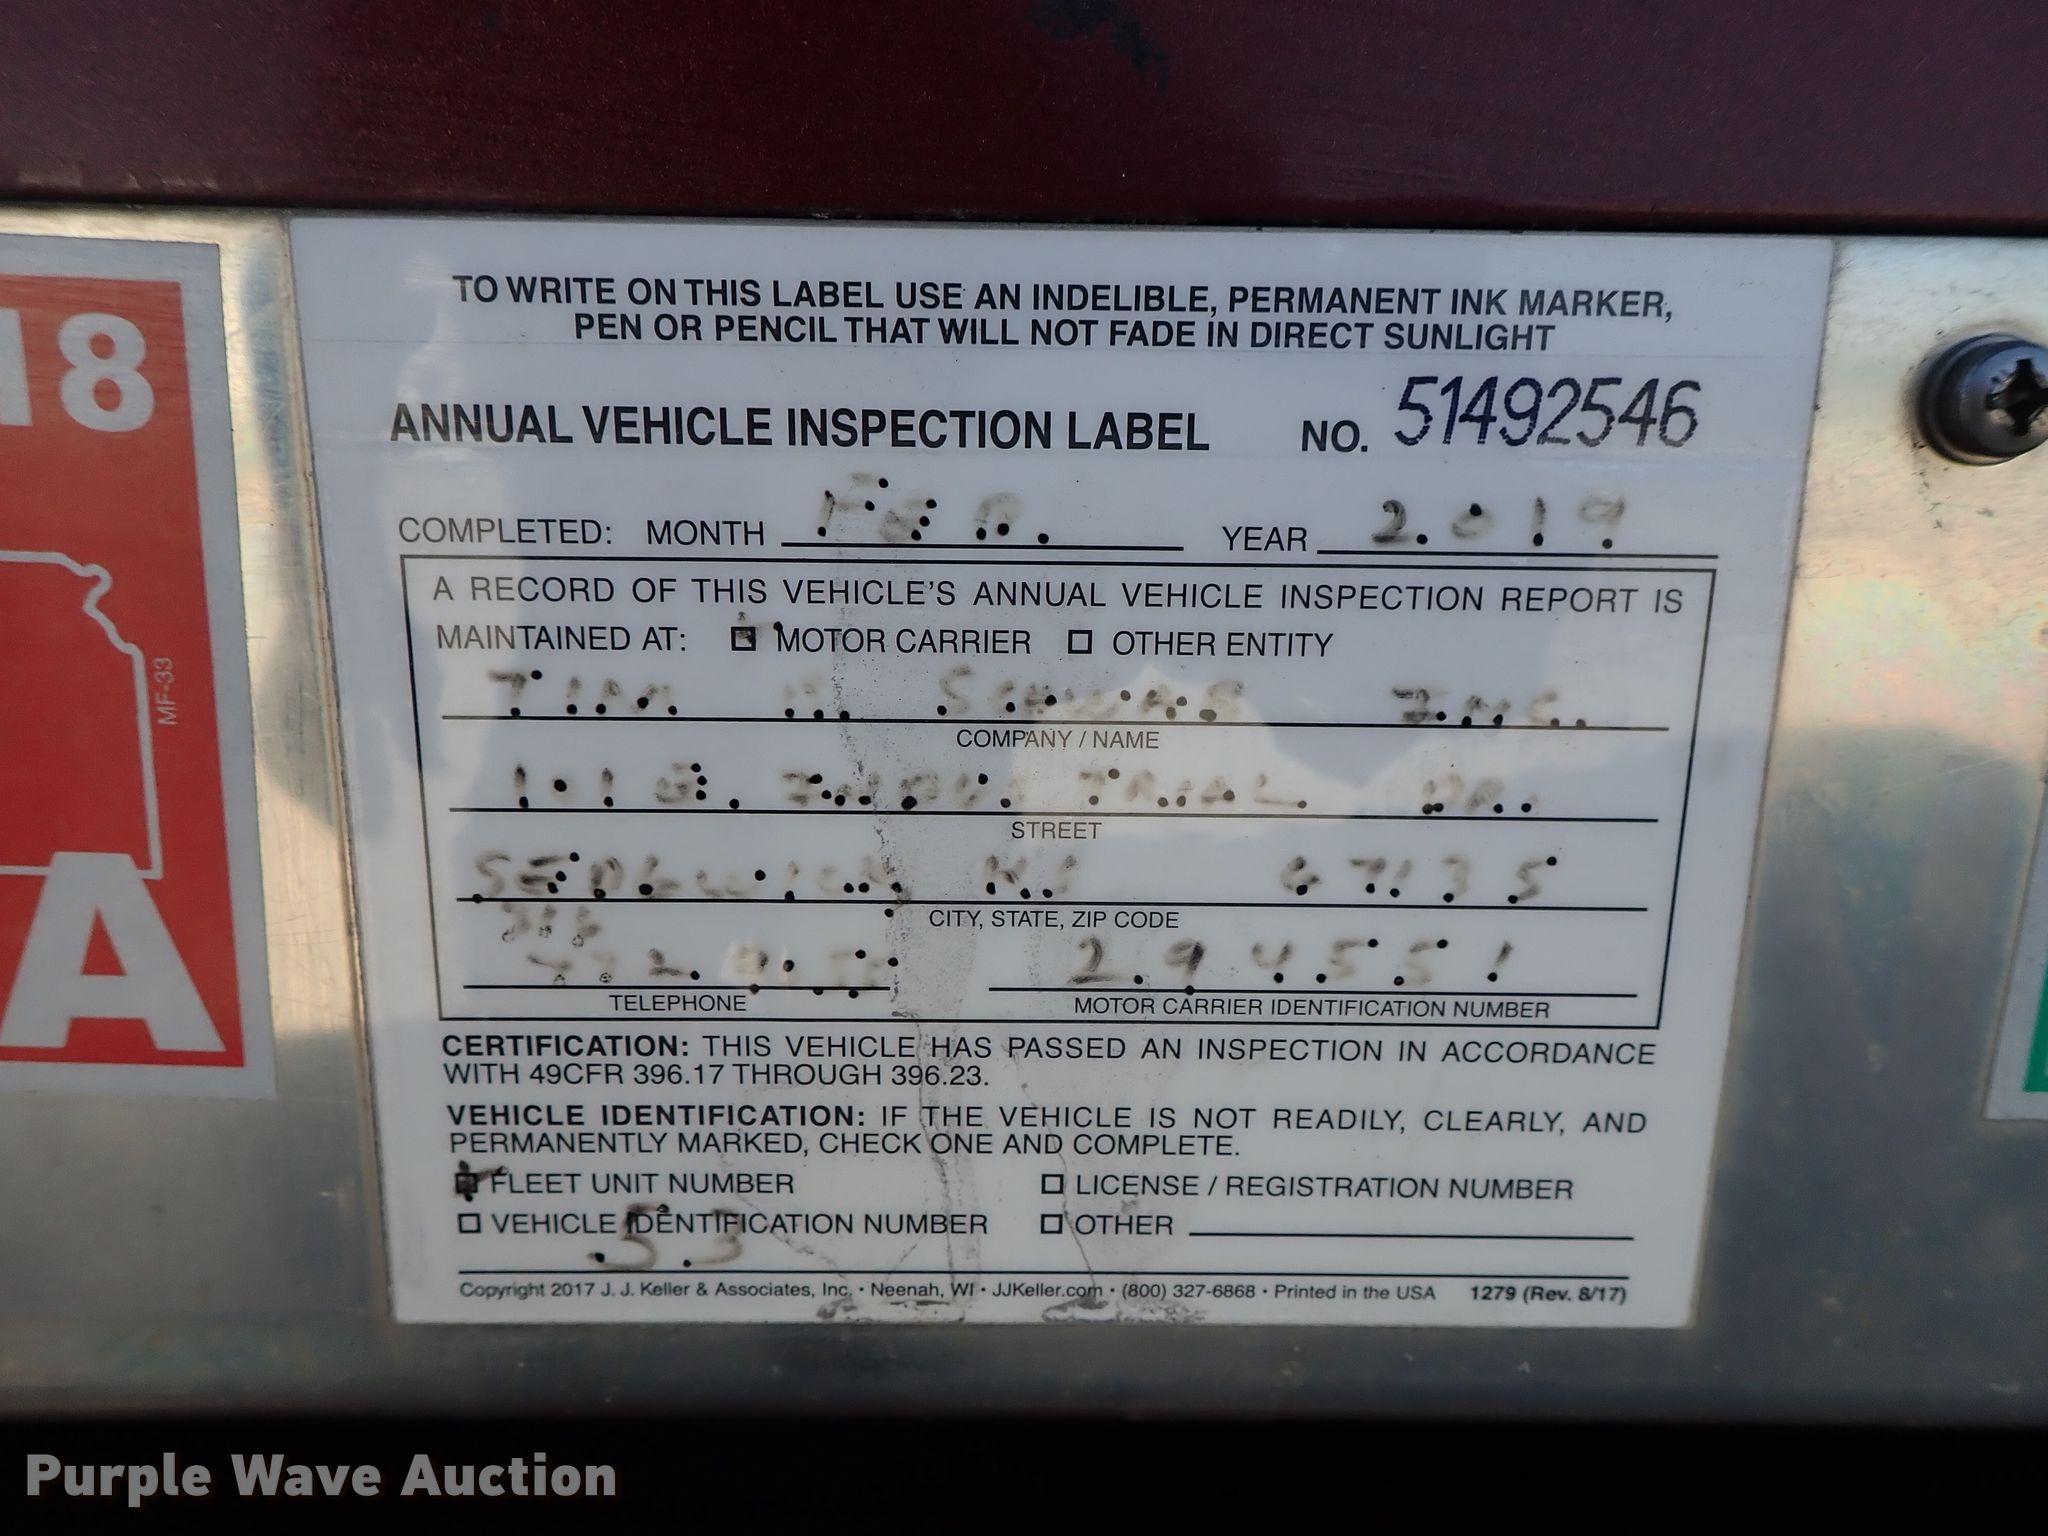 18
MF-33
A
TO WRITE ON THIS LABEL USE AN INDELIBLE, PERMANENT INK MARKER,
PEN OR PENCIL THAT WILL NOT FADE IN DIRECT SUNLIGHT
ANNUAL VEHICLE INSPECTION LABEL NO. 51492546
COMPLETED: MONTH FEB. YEAR 2019
A RECORD OF THIS VEHICLE'S ANNUAL VEHICLE INSPECTION REPORT IS
MAINTAINED AT: MOTOR CARRIER OTHER ENTITY
TIM R. SCHWAB INC.
COMPANY / NAME
INDUSTRIAL DR.
STREET
SEDGWICK, KS 67135
CITY, STATE, ZIP CODE
316
TELEPHONE
294551
MOTOR CARRIER IDENTIFICATION NUMBER
CERTIFICATION: THIS VEHICLE HAS PASSED AN INSPECTION IN ACCORDANCE
WITH 49CFR 396.17 THROUGH 396.23.
VEHICLE IDENTIFICATION: IF THE VEHICLE IS NOT READILY, CLEARLY, AND
PERMANENTLY MARKED, CHECK ONE AND COMPLETE.
FLEET UNIT NUMBER LICENSE / REGISTRATION NUMBER
VEHICLE IDENTIFICATION NUMBER OTHER
53
Copyright 2017 J. J. Keller & Associates, Inc. • Neenah, WI • JJKeller.com • (800) 327-6868 • Printed in the USA 1279 (Rev. 8/17)
Purple Wave Auction